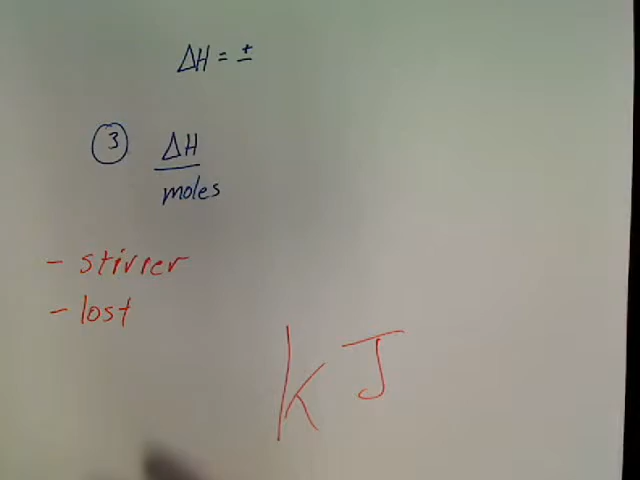 ΔH = ±
③ ΔH
moles
- stirrer
- lost
kJ